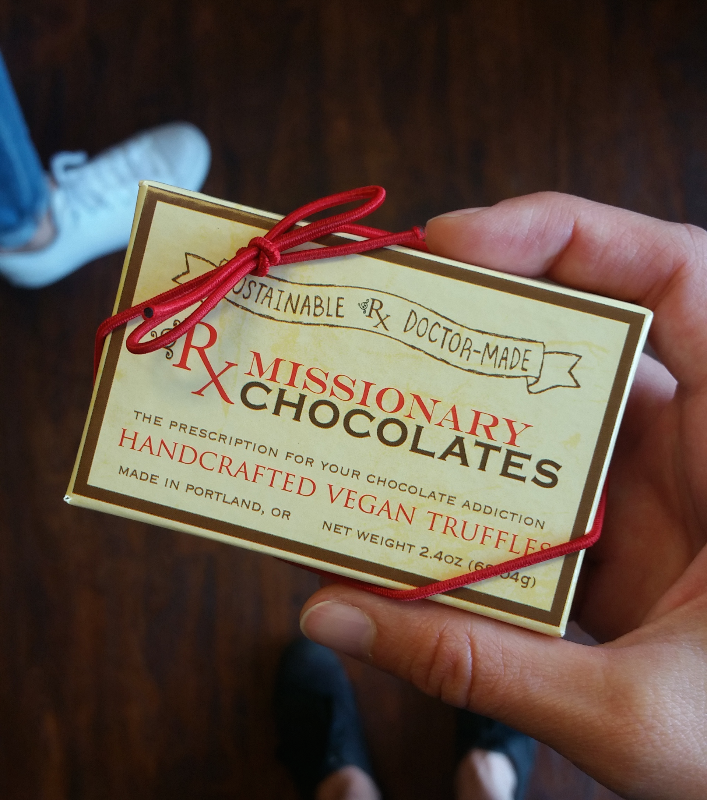 SUSTAINABLE Rx DOCTOR-MADE
Rx MISSIONARY
CHOCOLATES
THE PRESCRIPTION FOR YOUR CHOCOLATE ADDICTION
HANDCRAFTED VEGAN TRUFFLES
MADE IN PORTLAND, OR NET WEIGHT 2.4OZ